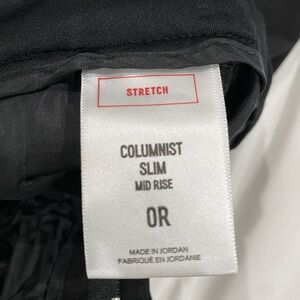 STRETCH
COLUMNIST
SLIM
MID RISE
0R
MADE IN JORDAN
FABRIQUÉ EN JORDANIE